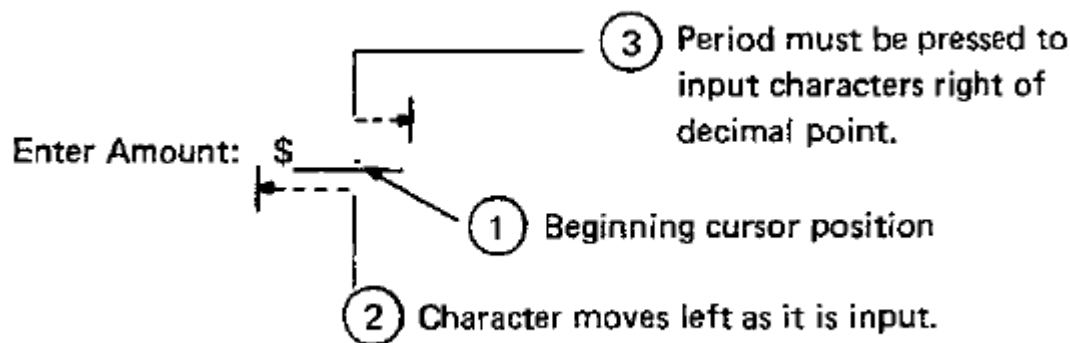 3 Period must be pressed to
input characters right of
decimal point.
Enter Amount: $ .
1 Beginning cursor position
2 Character moves left as it is input.